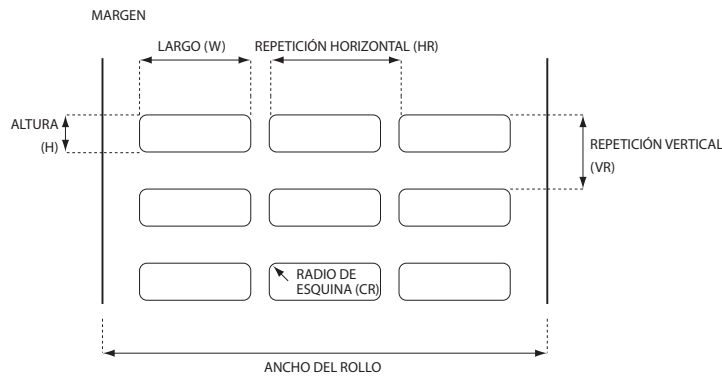 MARGEN
LARGO (W)
REPETICIÓN HORIZONTAL (HR)
ALTURA
(H)
REPETICIÓN VERTICAL
(VR)
RADIO DE
ESQUINA (CR)
ANCHO DEL ROLLO